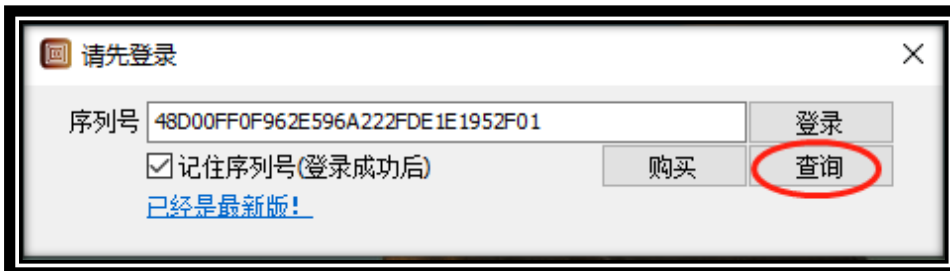 请先登录
序列号 48D00FF0F962E596A222FDE1E1952F01 登录
记住序列号(登录成功后) 购买 查询
已经是最新版！